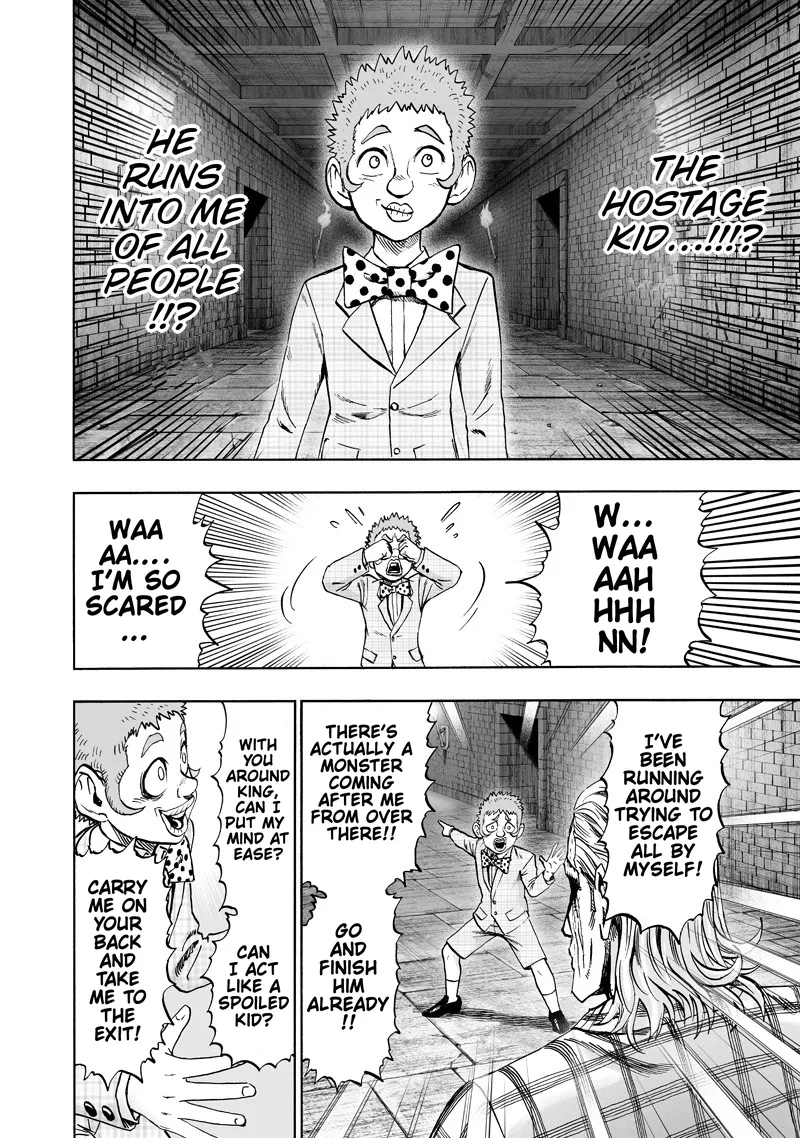 THE
HOSTAGE
KID...!!!?
HE
RUNS
INTO ME
OF ALL
PEOPLE
!!?
W...
WAA
AAH
HHH
NN!
WAA
AA....
I'M SO
SCARED
...
I'VE
BEEN
RUNNING
AROUND
TRYING TO
ESCAPE
ALL BY
MYSELF!
THERE'S
ACTUALLY A
MONSTER
COMING
AFTER ME
FROM OVER
THERE!!
GO
AND
FINISH
HIM
ALREADY
!!
WITH
YOU
AROUND
KING,
CAN I
PUT MY
MIND AT
EASE?
CAN
I ACT
LIKE A
SPOILED
KID?
CARRY
ME ON
YOUR
BACK
AND
TAKE
ME TO
THE
EXIT!